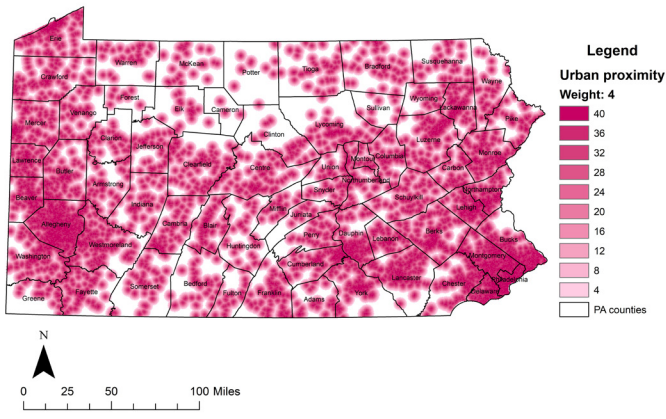 Erie
Crawford
Warren
McKean
Potter
Tioga
Bradford
Susquehanna
Wayne
Forest
Venango
Elk
Cameron
Sullivan
Wyoming
Lackawanna
Pike
Mercer
Clarion
Jefferson
Clinton
Lycoming
Luzerne
Monroe
Lawrence
Butler
Clearfield
Centre
Union
Montour
Columbia
Carbon
Beaver
Armstrong
Indiana
Snyder
Northumberland
Northampton
Schuylkill
Lehigh
Allegheny
Westmoreland
Cambria
Blair
Mifflin
Juniata
Perry
Dauphin
Lebanon
Berks
Bucks
Montgomery
Washington
Huntingdon
Cumberland
Lancaster
Chester
Philadelphia
Delaware
Greene
Fayette
Somerset
Bedford
Fulton
Franklin
Adams
York
Legend
Urban proximity
Weight: 4
40
36
32
28
24
20
16
12
8
4
PA counties
N
0 25 50 100 Miles